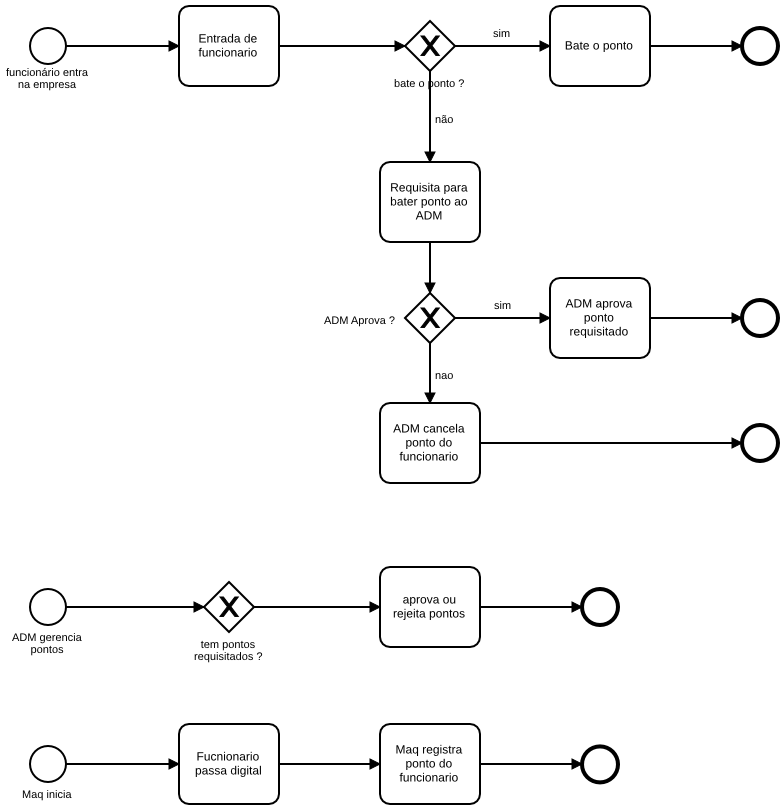 funcionário entra
na empresa
Entrada de
funcionario
bate o ponto ?
sim
Bate o ponto
não
Requisita para
bater ponto ao
ADM
ADM Aprova ?
sim
ADM aprova
ponto
requisitado
nao
ADM cancela
ponto do
funcionario
ADM gerencia
pontos
tem pontos
requisitados ?
aprova ou
rejeita pontos
Maq inicia
Fucnionario
passa digital
Maq registra
ponto do
funcionario